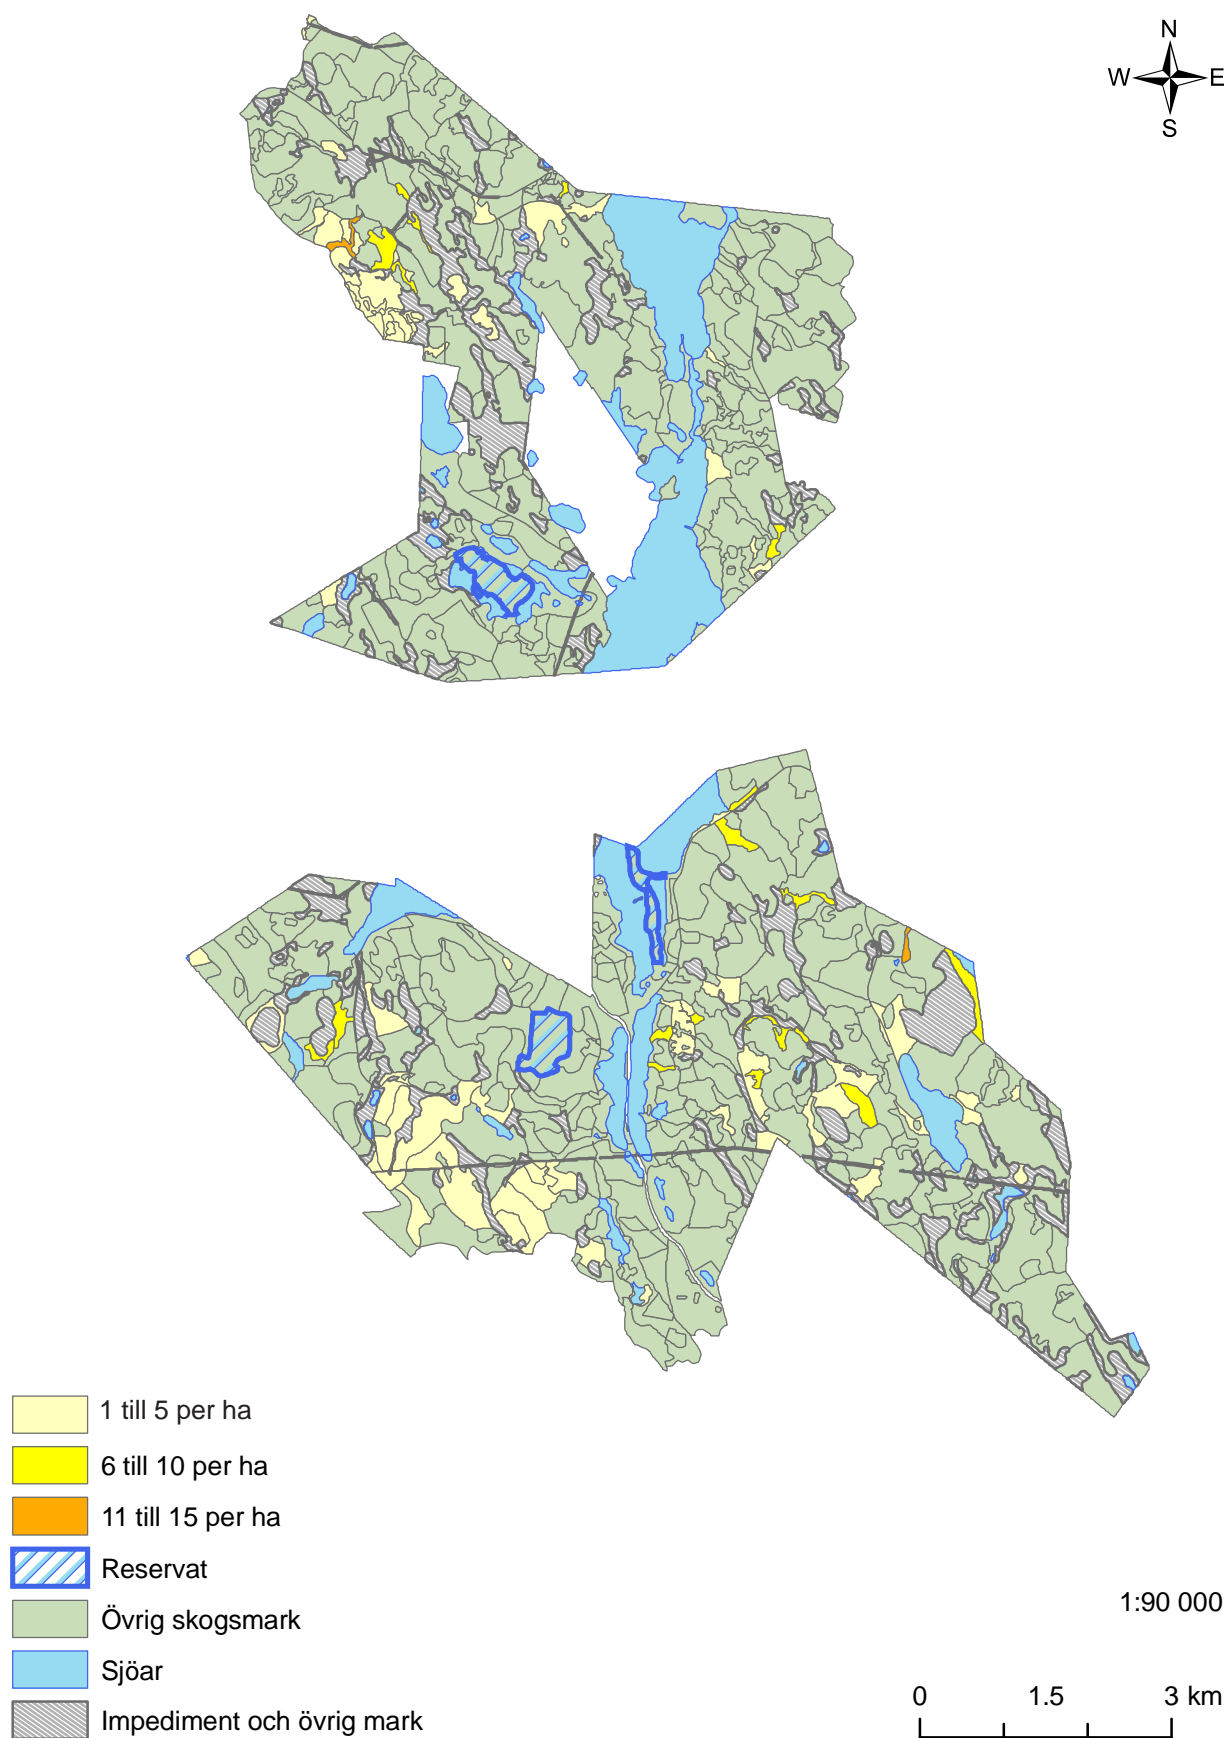 N
W E
S
1 till 5 per ha
6 till 10 per ha
11 till 15 per ha
Reservat
Övrig skogsmark
Sjöar
Impediment och övrig mark
1:90 000
0 1.5 3 km